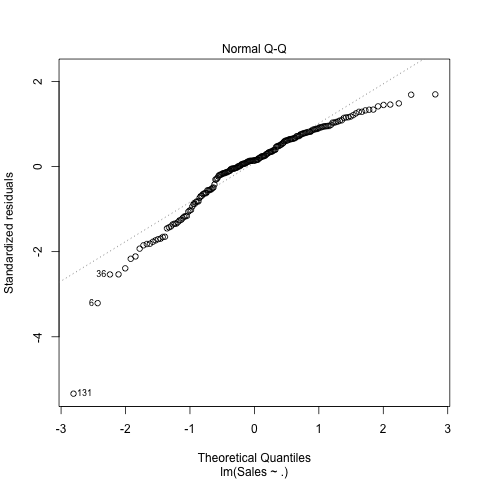 Normal Q-Q
Standardized residuals
2
0
-2
-4
36
6
131
-3 -2 -1 0 1 2 3
Theoretical Quantiles
lm(Sales ~ .)